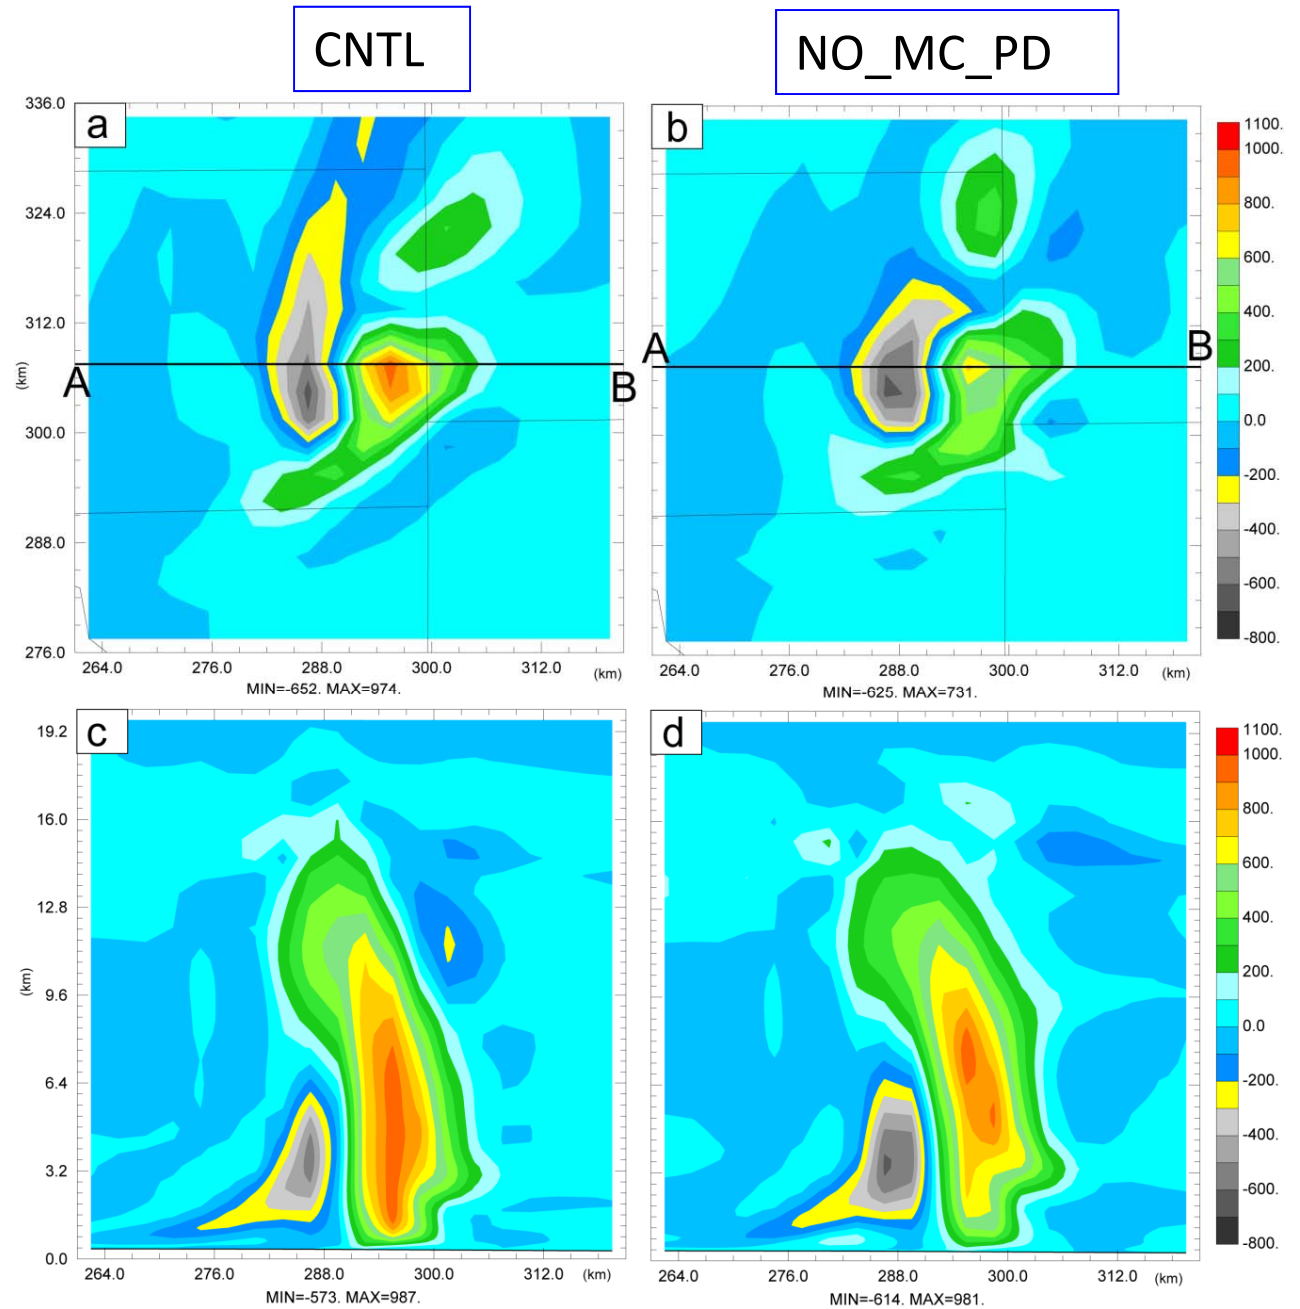 CNTL
NO_MC_PD
a
b
336.0
324.0
312.0
300.0
288.0
276.0
(km)
A
B
A
B
264.0 276.0 288.0 300.0 312.0 (km)
MIN=-652. MAX=974.
264.0 276.0 288.0 300.0 312.0 (km)
MIN=-625. MAX=731.
1100.
1000.
800.
600.
400.
200.
0.0
-200.
-400.
-600.
-800.
c
d
19.2
16.0
12.8
9.6
6.4
3.2
0.0
(km)
264.0 276.0 288.0 300.0 312.0 (km)
MIN=-573. MAX=987.
264.0 276.0 288.0 300.0 312.0 (km)
MIN=-614. MAX=981.
1100.
1000.
800.
600.
400.
200.
0.0
-200.
-400.
-600.
-800.